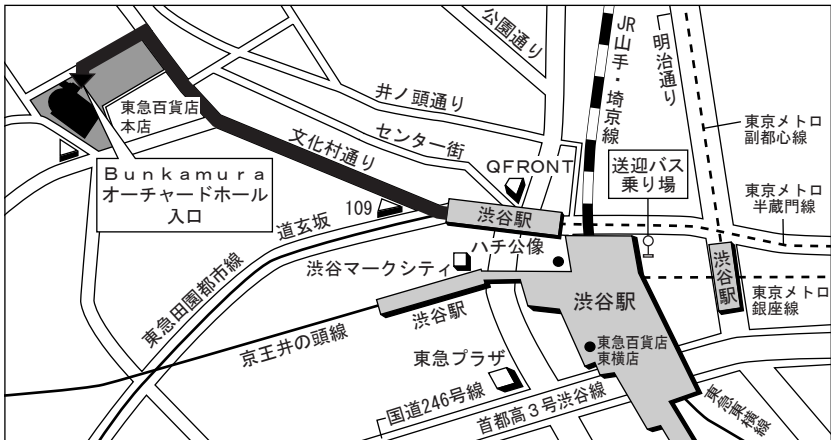 公園通り
JR山手・埼京線
明治通り
井ノ頭通り
東急百貨店
本店
センター街
文化村通り
東京メトロ
副都心線
QFRONT
送迎バス
乗り場
Bunkamura
オーチャードホール
入口
東京メトロ
半蔵門線
109
渋谷駅
道玄坂
ハチ公像
渋谷マークシティ
渋谷駅
東急田園都市線
渋谷駅
東京メトロ
銀座線
渋谷駅
京王井の頭線
東急百貨店
東横店
東急プラザ
国道246号線
首都高3号渋谷線
東急東横線